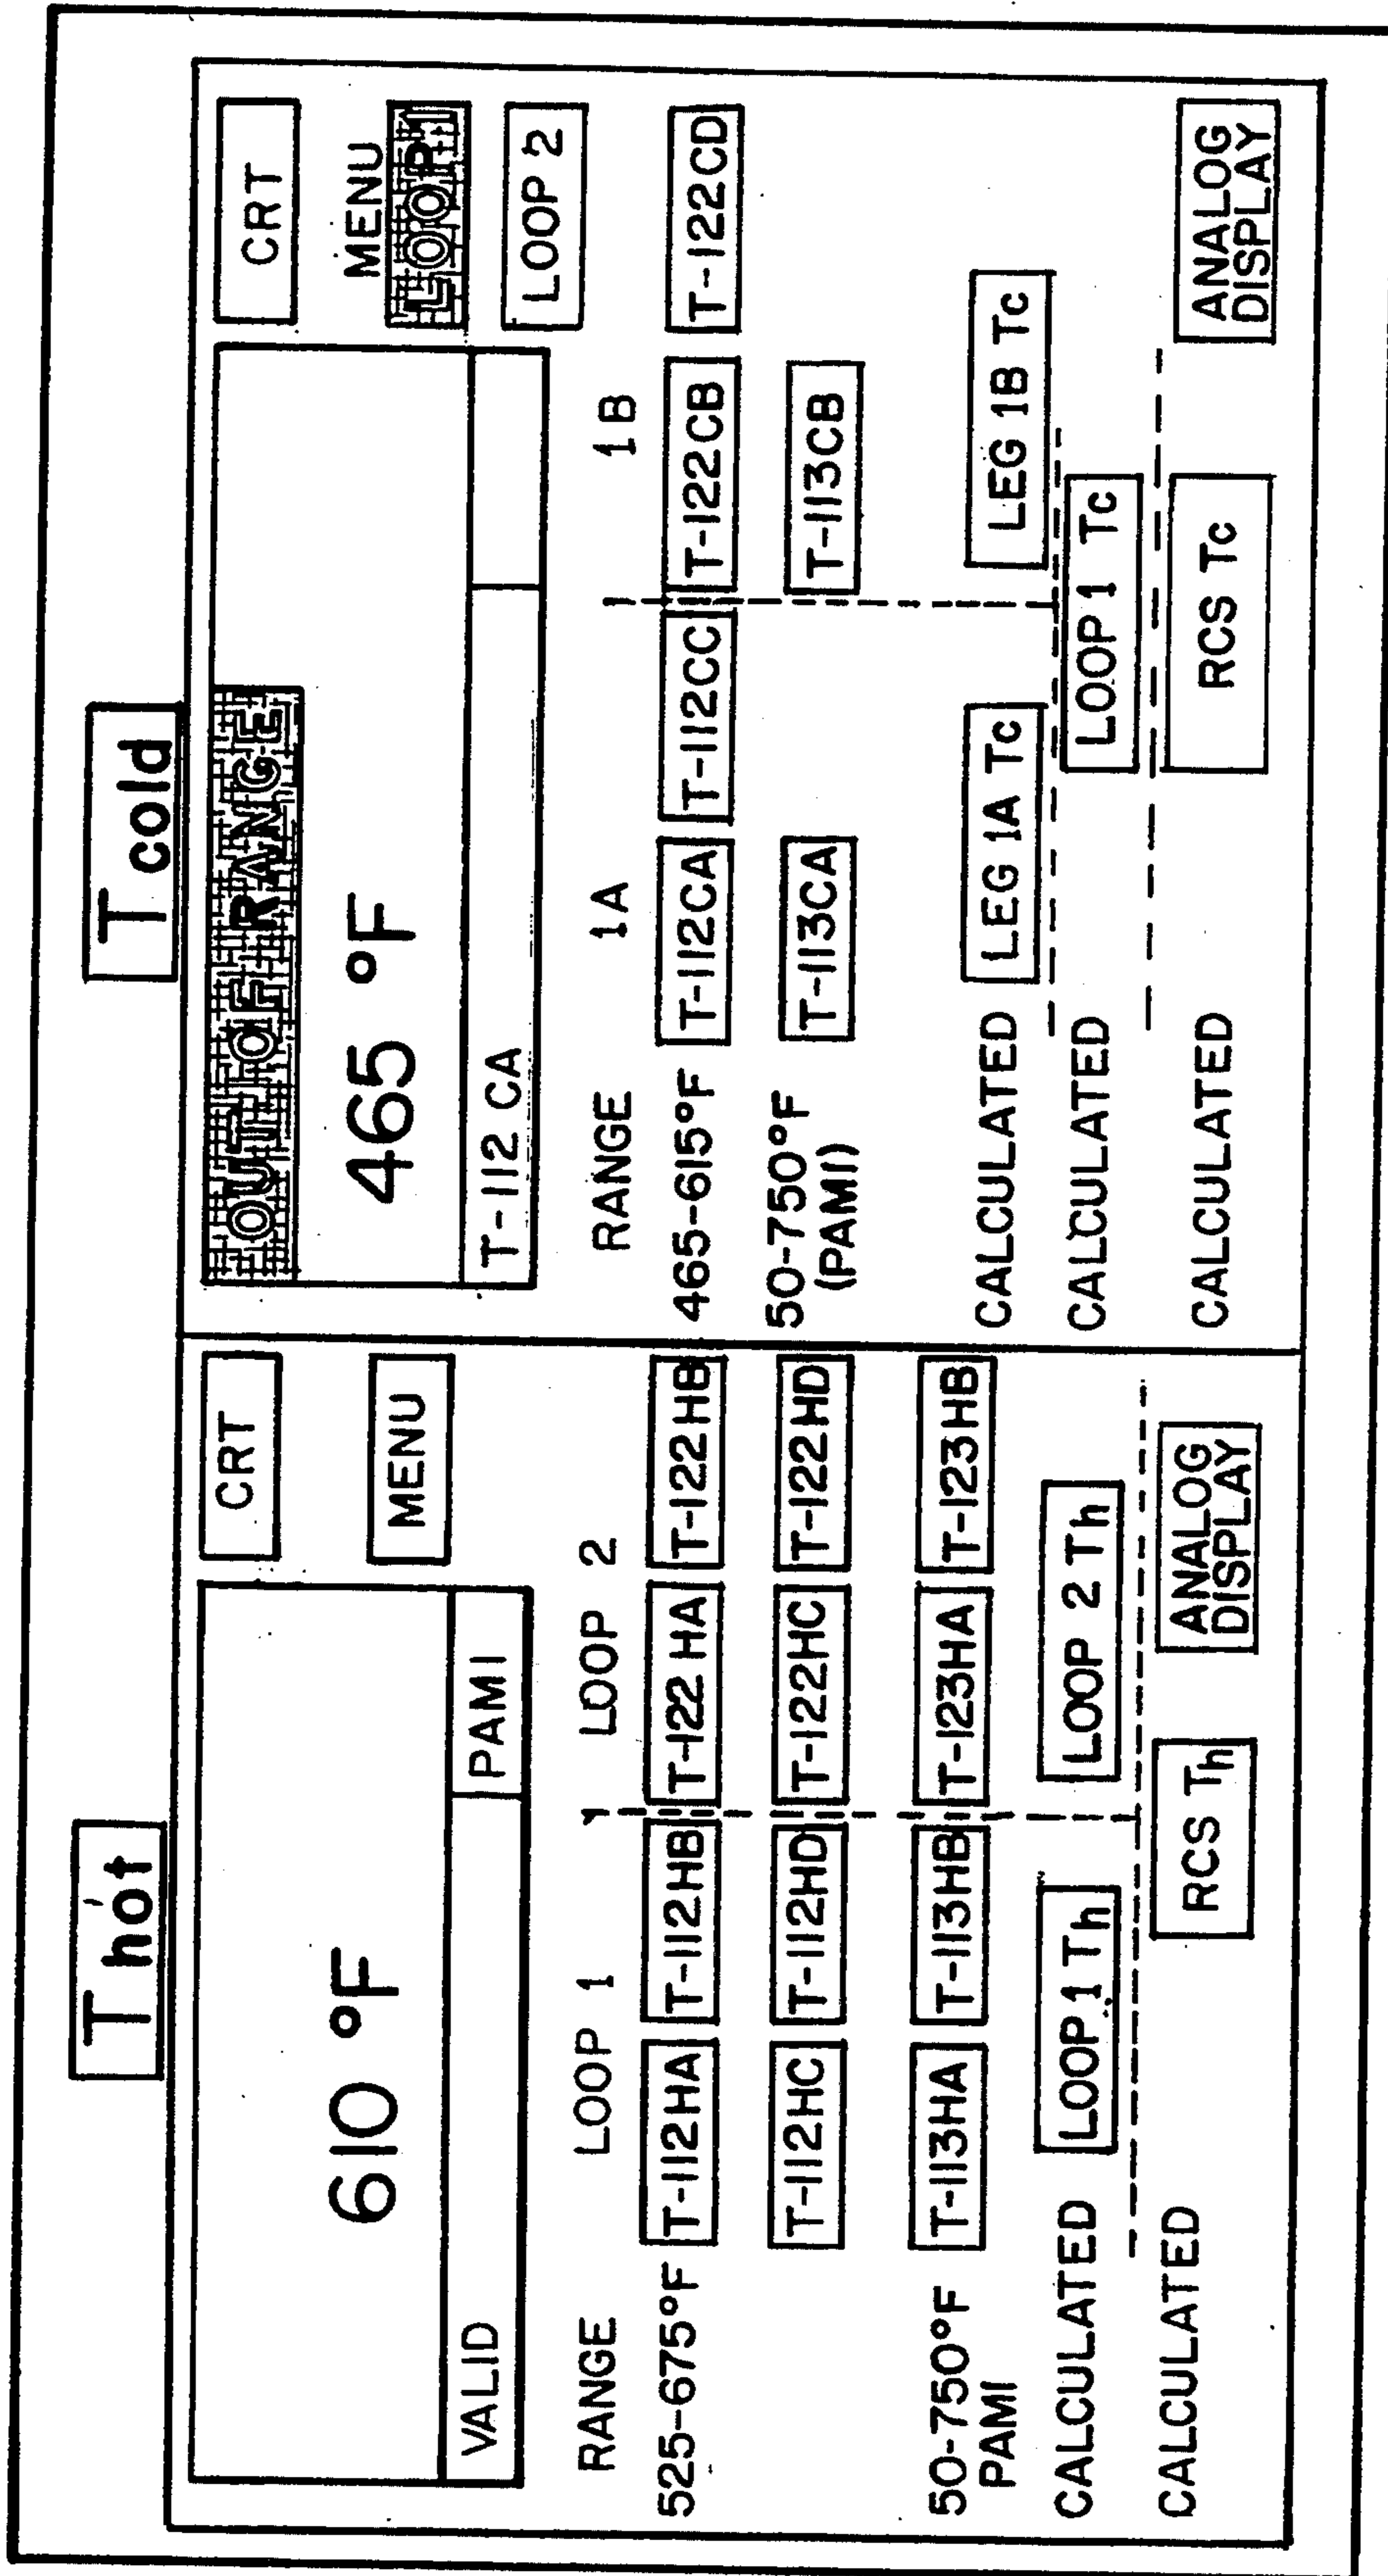 T hot
610 °F
VALID PAMI
CRT
MENU
RANGE LOOP 1 LOOP 2
525-675°F T-112HA T-112HB T-122 HA T-122HB
T-112HC T-112HD T-122HC T-122HD
50-750°F T-113HA T-113HB T-123HA T-123HB
PAMI
CALCULATED LOOP 1 Th LOOP 2 Th
CALCULATED RCS Th ANALOG
DISPLAY
T cold
OUT OF RANGE
465 °F
T-112 CA
CRT
MENU
LOOP 1
LOOP 2
RANGE 1A 1B
465-615°F T-112CA T-112CC T-122CB T-122CD
50-750°F T-113CA T-113CB
(PAMI)
CALCULATED LEG 1A Tc LEG 1B Tc
CALCULATED LOOP 1 Tc
CALCULATED RCS Tc ANALOG
DISPLAY